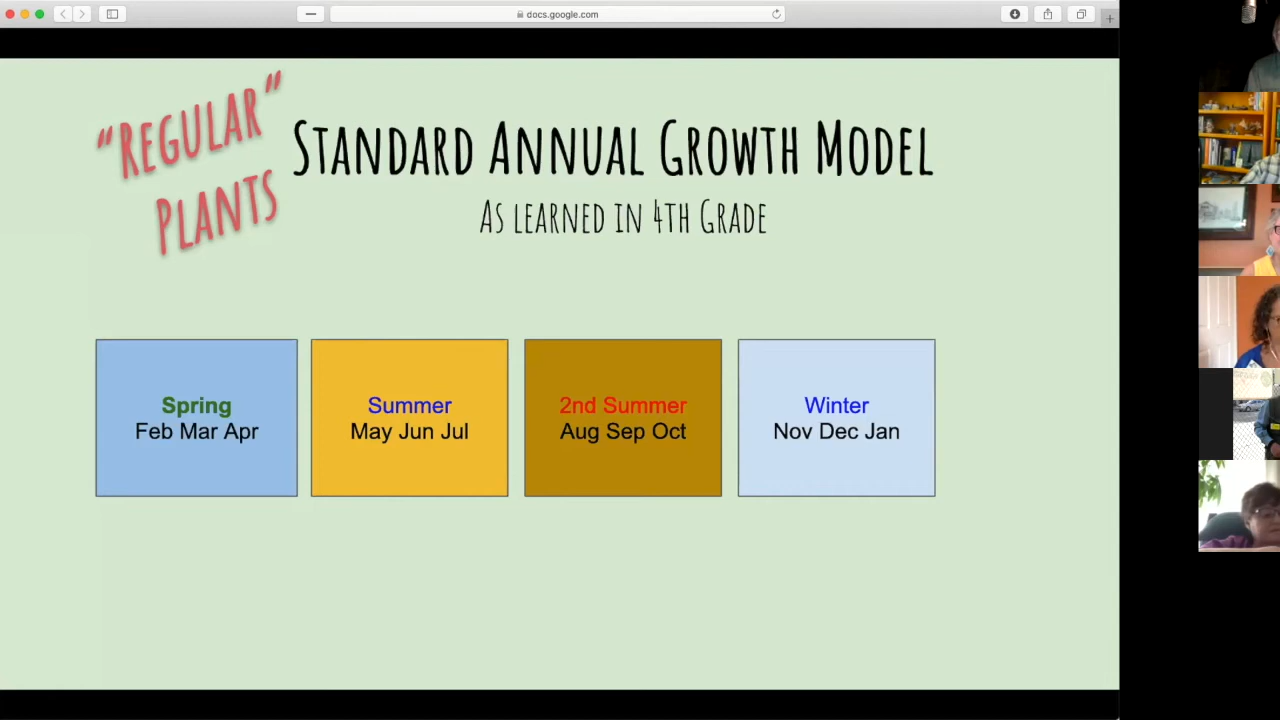 docs.google.com
“REGULAR”
PLANTS
STANDARD ANNUAL GROWTH MODEL
AS LEARNED IN 4TH GRADE
Spring
Feb Mar Apr
Summer
May Jun Jul
2nd Summer
Aug Sep Oct
Winter
Nov Dec Jan